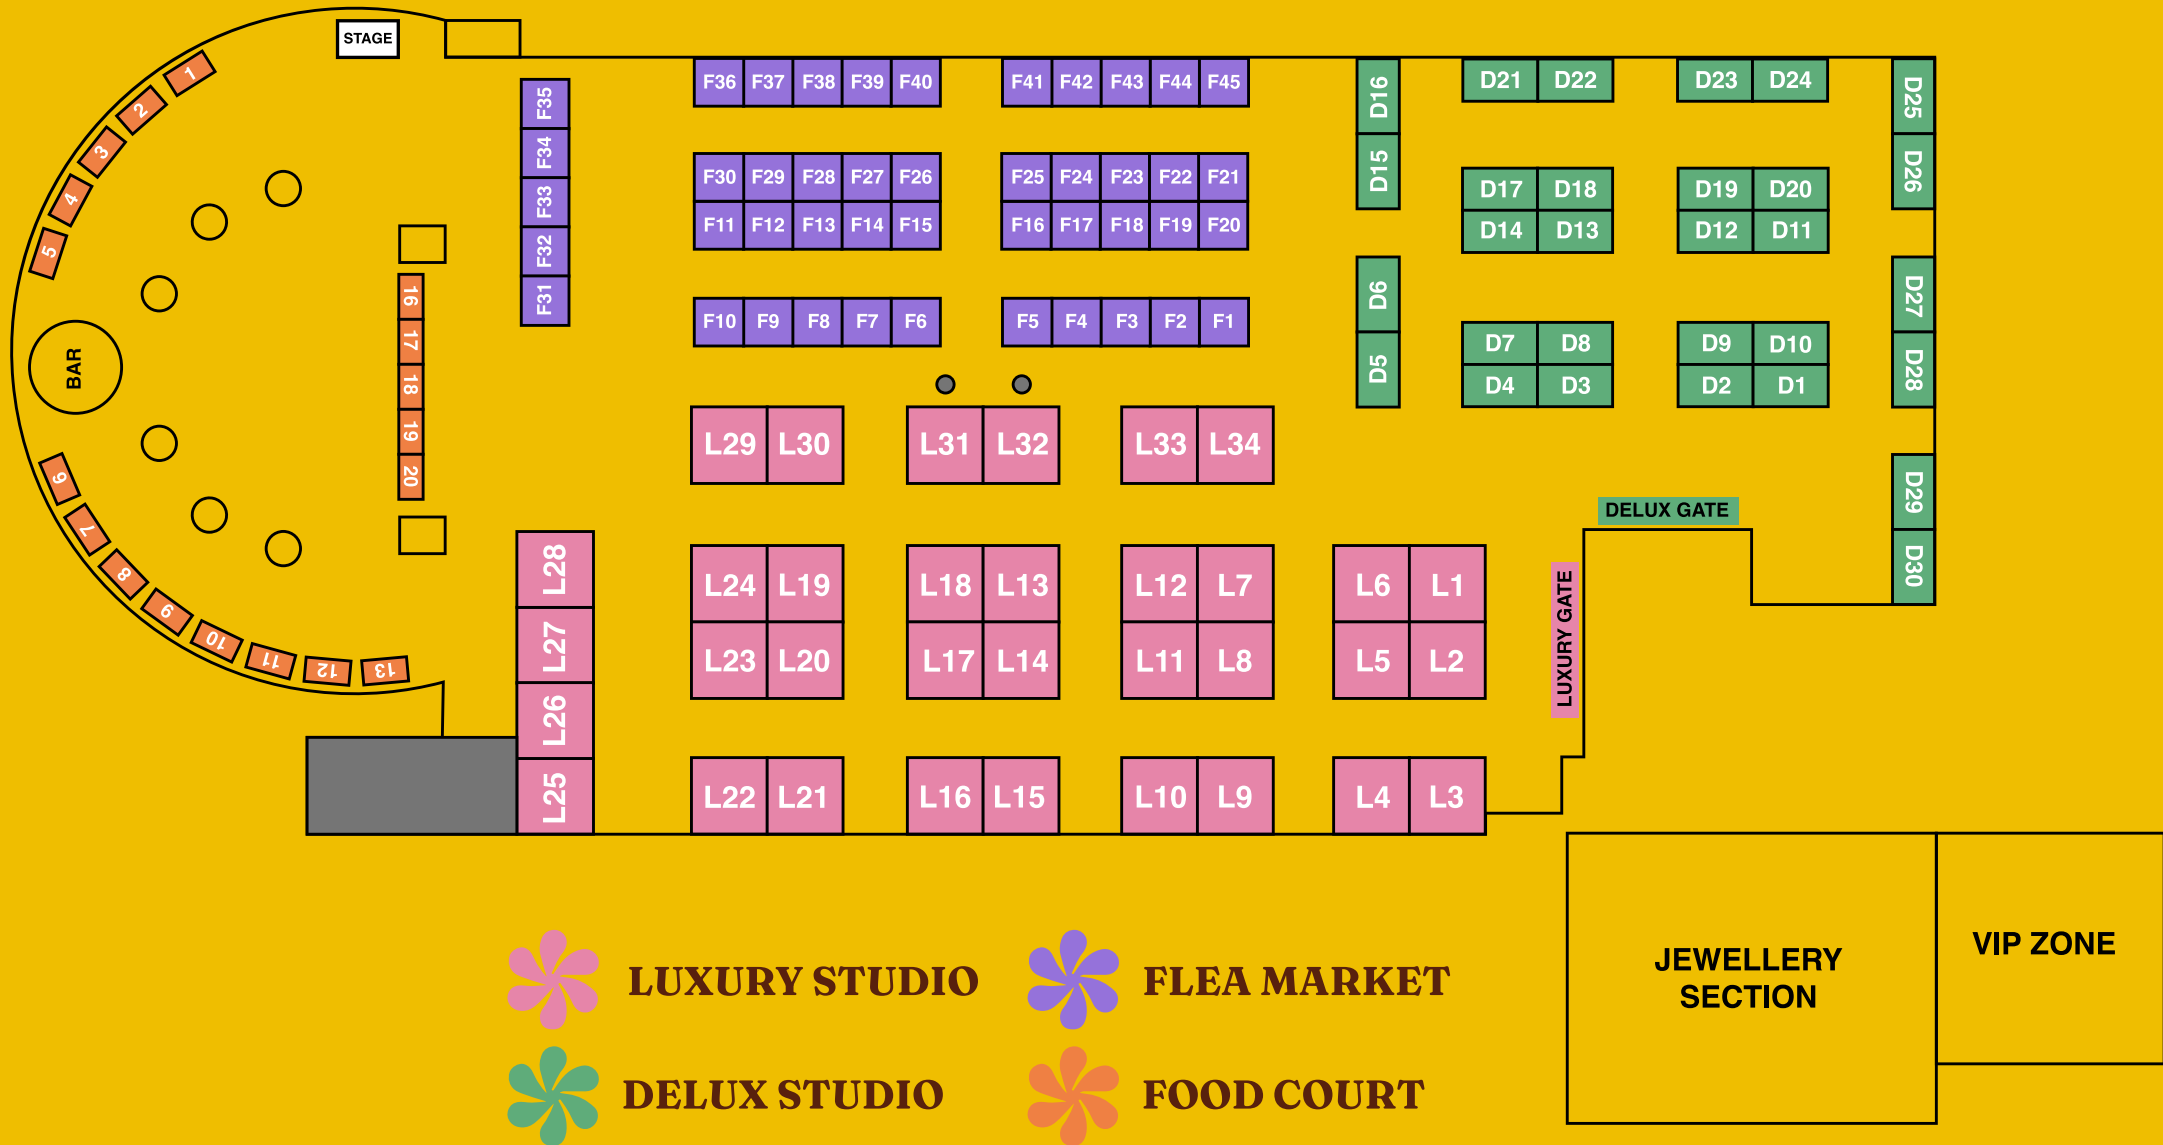 STAGE
1
2
3
4
5
BAR
6
7
8
9
10
11
12
13
16
17
18
19
20
F35
F34
F33
F32
F31
F36 F37 F38 F39 F40
F41 F42 F43 F44 F45
F30 F29 F28 F27 F26
F25 F24 F23 F22 F21
F11 F12 F13 F14 F15
F16 F17 F18 F19 F20
F10 F9 F8 F7 F6
F5 F4 F3 F2 F1
D16
D15
D6
D5
D21 D22
D23 D24
D17 D18
D19 D20
D14 D13
D12 D11
D7 D8
D9 D10
D4 D3
D2 D1
D25
D26
D27
D28
D29
D30
L29 L30
L31 L32
L33 L34
L28
L27
L26
L25
L24 L19
L18 L13
L12 L7
L6 L1
L23 L20
L17 L14
L11 L8
L5 L2
L22 L21
L16 L15
L10 L9
L4 L3
DELUX GATE
LUXURY GATE
JEWELLERY
SECTION
VIP ZONE
LUXURY STUDIO
FLEA MARKET
DELUX STUDIO
FOOD COURT